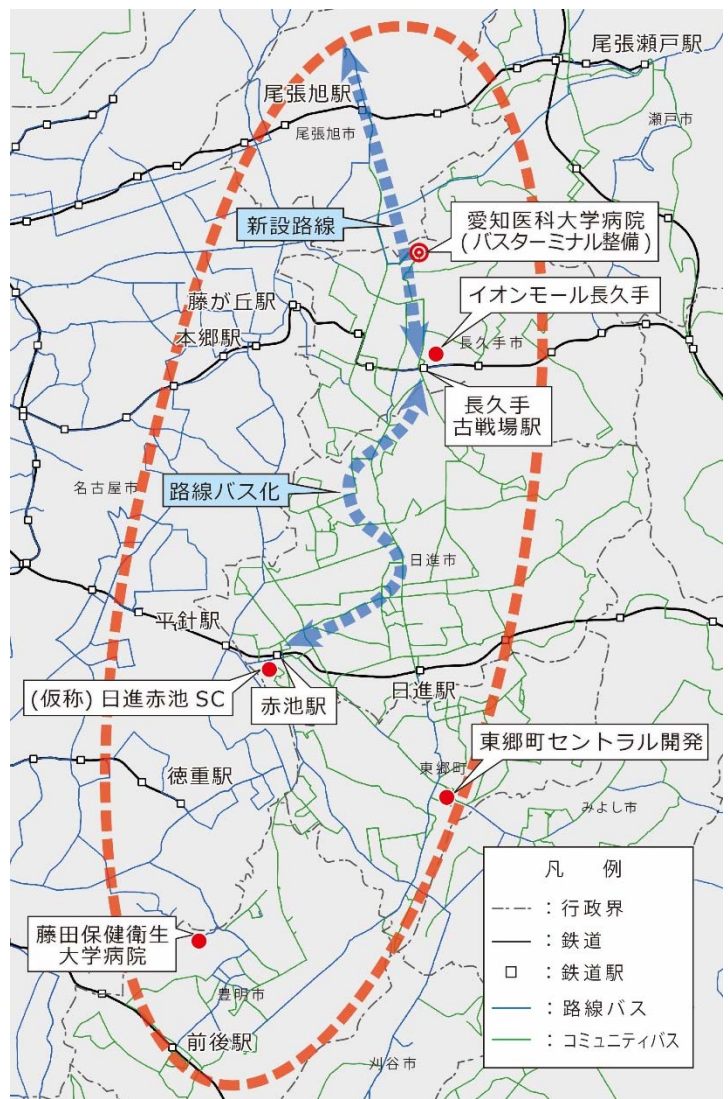 尾張瀬戸駅
尾張旭駅
尾張旭市
瀬戸市
新設路線
愛知医科大学病院
(バスターミナル整備)
藤が丘駅
本郷駅
イオンモール長久手
長久手市
長久手
古戦場駅
名古屋市
路線バス化
日進市
平針駅
(仮称) 日進赤池 SC
赤池駅
日進駅
東郷町セントラル開発
東郷町
徳重駅
みよし市
藤田保健衛生
大学病院
豊明市
前後駅
刈谷市
凡 例
：行政界
：鉄道
：鉄道駅
：路線バス
：コミュニティバス